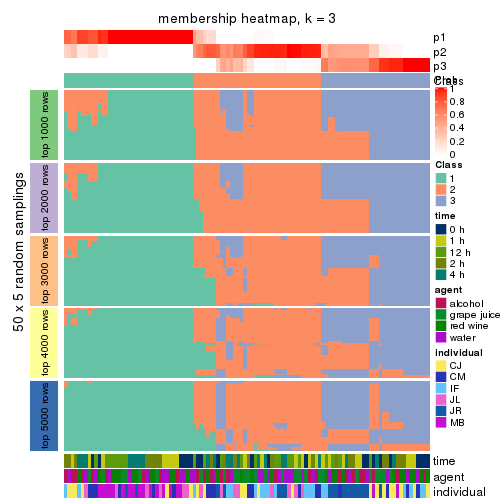 membership heatmap, k = 3
p1
p2
p3
Class
Class
1
0.8
0.6
0.4
0.2
0
Class
1
2
3
time
0 h
1 h
12 h
2 h
4 h
agent
alcohol
grape juice
red wine
water
individual
CJ
CM
IF
JL
JR
MB
50 x 5 random samplings
top 1000 rows
top 2000 rows
top 3000 rows
top 4000 rows
top 5000 rows
time
agent
individual